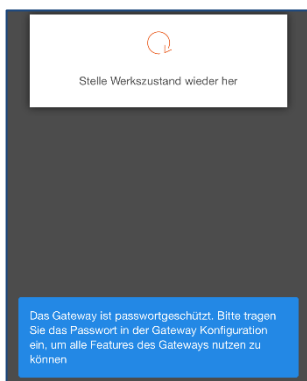 Stelle Werkszustand wieder her
Das Gateway ist passwortgeschützt. Bitte tragen
Sie das Passwort in der Gateway Konfiguration
ein, um alle Features des Gateways nutzen zu
können